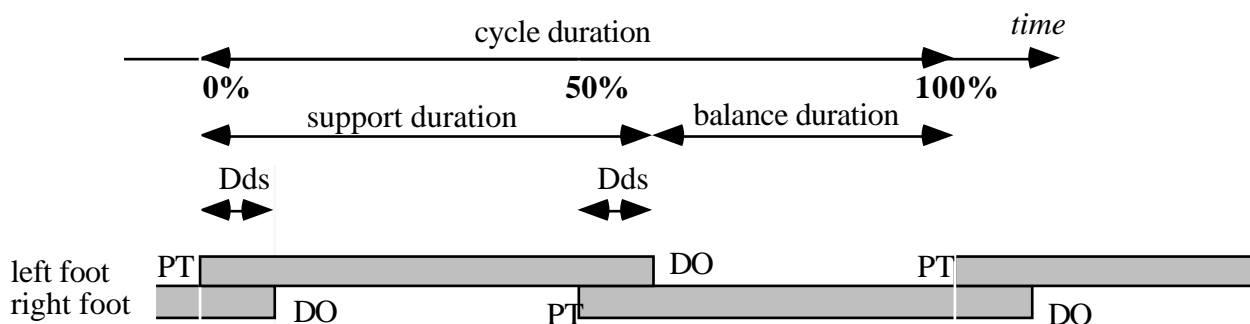 cycle duration time
0% 50% 100%
support duration balance duration
Dds Dds
left foot PT DO PT
right foot DO PT DO